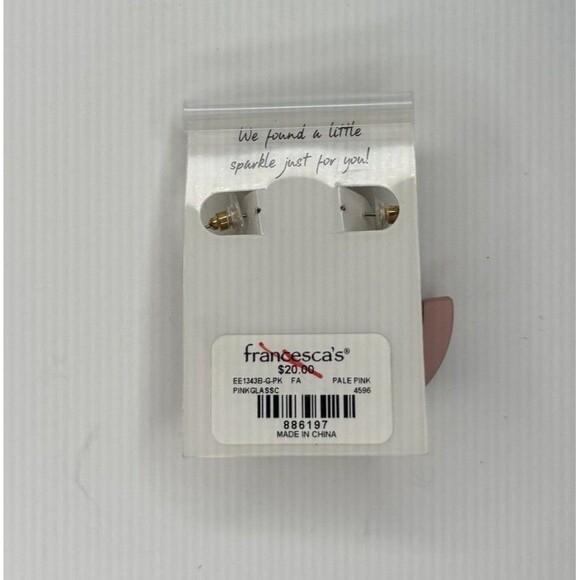 We found a little
sparkle just for you!
francesca's®
$20.00
EE1343B-G-PK FA PALE PINK
PINKGLASSC 4596
886197
MADE IN CHINA